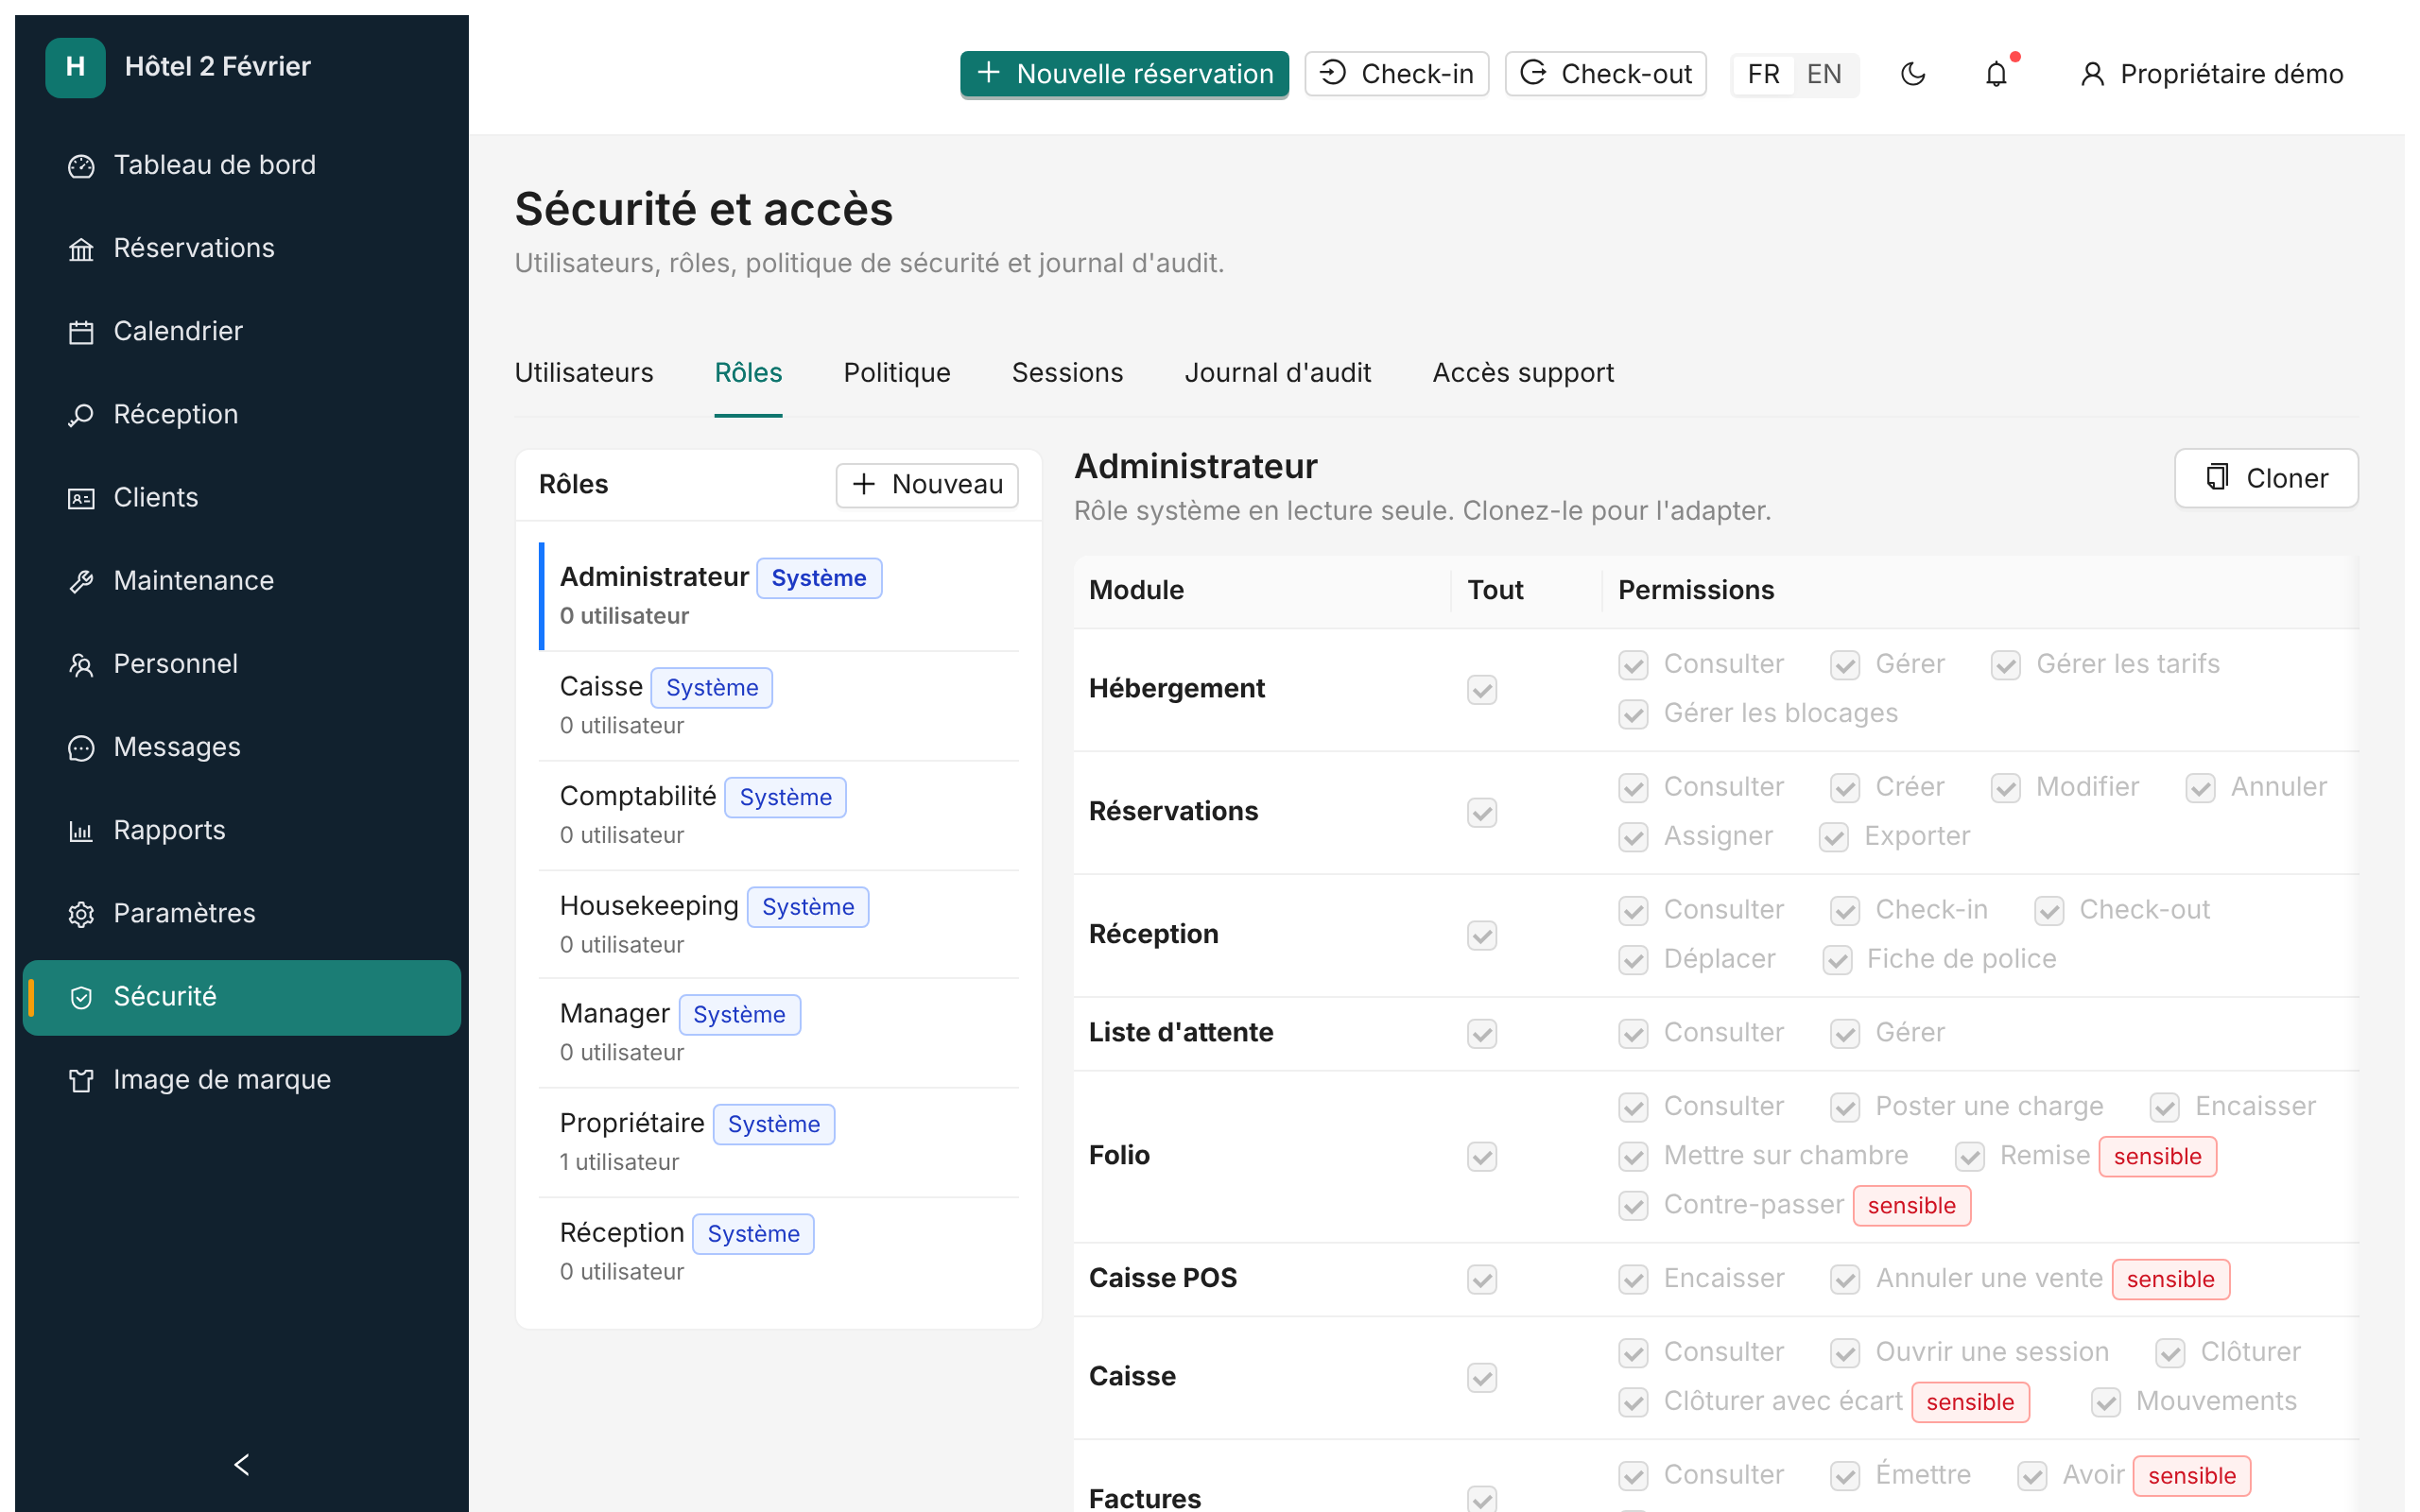 H Hôtel 2 Février
Tableau de bord
Réservations
Calendrier
Réception
Clients
Maintenance
Personnel
Messages
Rapports
Paramètres
Sécurité
Image de marque
Nouvelle réservation Check-in Check-out FR EN Propriétaire démo
Sécurité et accès
Utilisateurs, rôles, politique de sécurité et journal d'audit.
Utilisateurs Rôles Politique Sessions Journal d'audit Accès support
Rôles Nouveau
Administrateur Système
0 utilisateur
Caisse Système
0 utilisateur
Comptabilité Système
0 utilisateur
Housekeeping Système
0 utilisateur
Manager Système
0 utilisateur
Propriétaire Système
1 utilisateur
Réception Système
0 utilisateur
Administrateur
Rôle système en lecture seule. Clonez-le pour l'adapter.
Cloner
Module Tout Permissions
Hébergement
Consulter Gérer Gérer les tarifs
Gérer les blocages
Réservations
Consulter Créer Modifier Annuler
Assigner Exporter
Réception
Consulter Check-in Check-out
Déplacer Fiche de police
Liste d'attente
Consulter Gérer
Folio
Consulter Poster une charge Encaisser
Mettre sur chambre Remise sensible
Contre-passer sensible
Caisse POS
Encaisser Annuler une vente sensible
Caisse
Consulter Ouvrir une session Clôturer
Clôturer avec écart sensible Mouvements
Factures
Consulter Émettre Avoir sensible